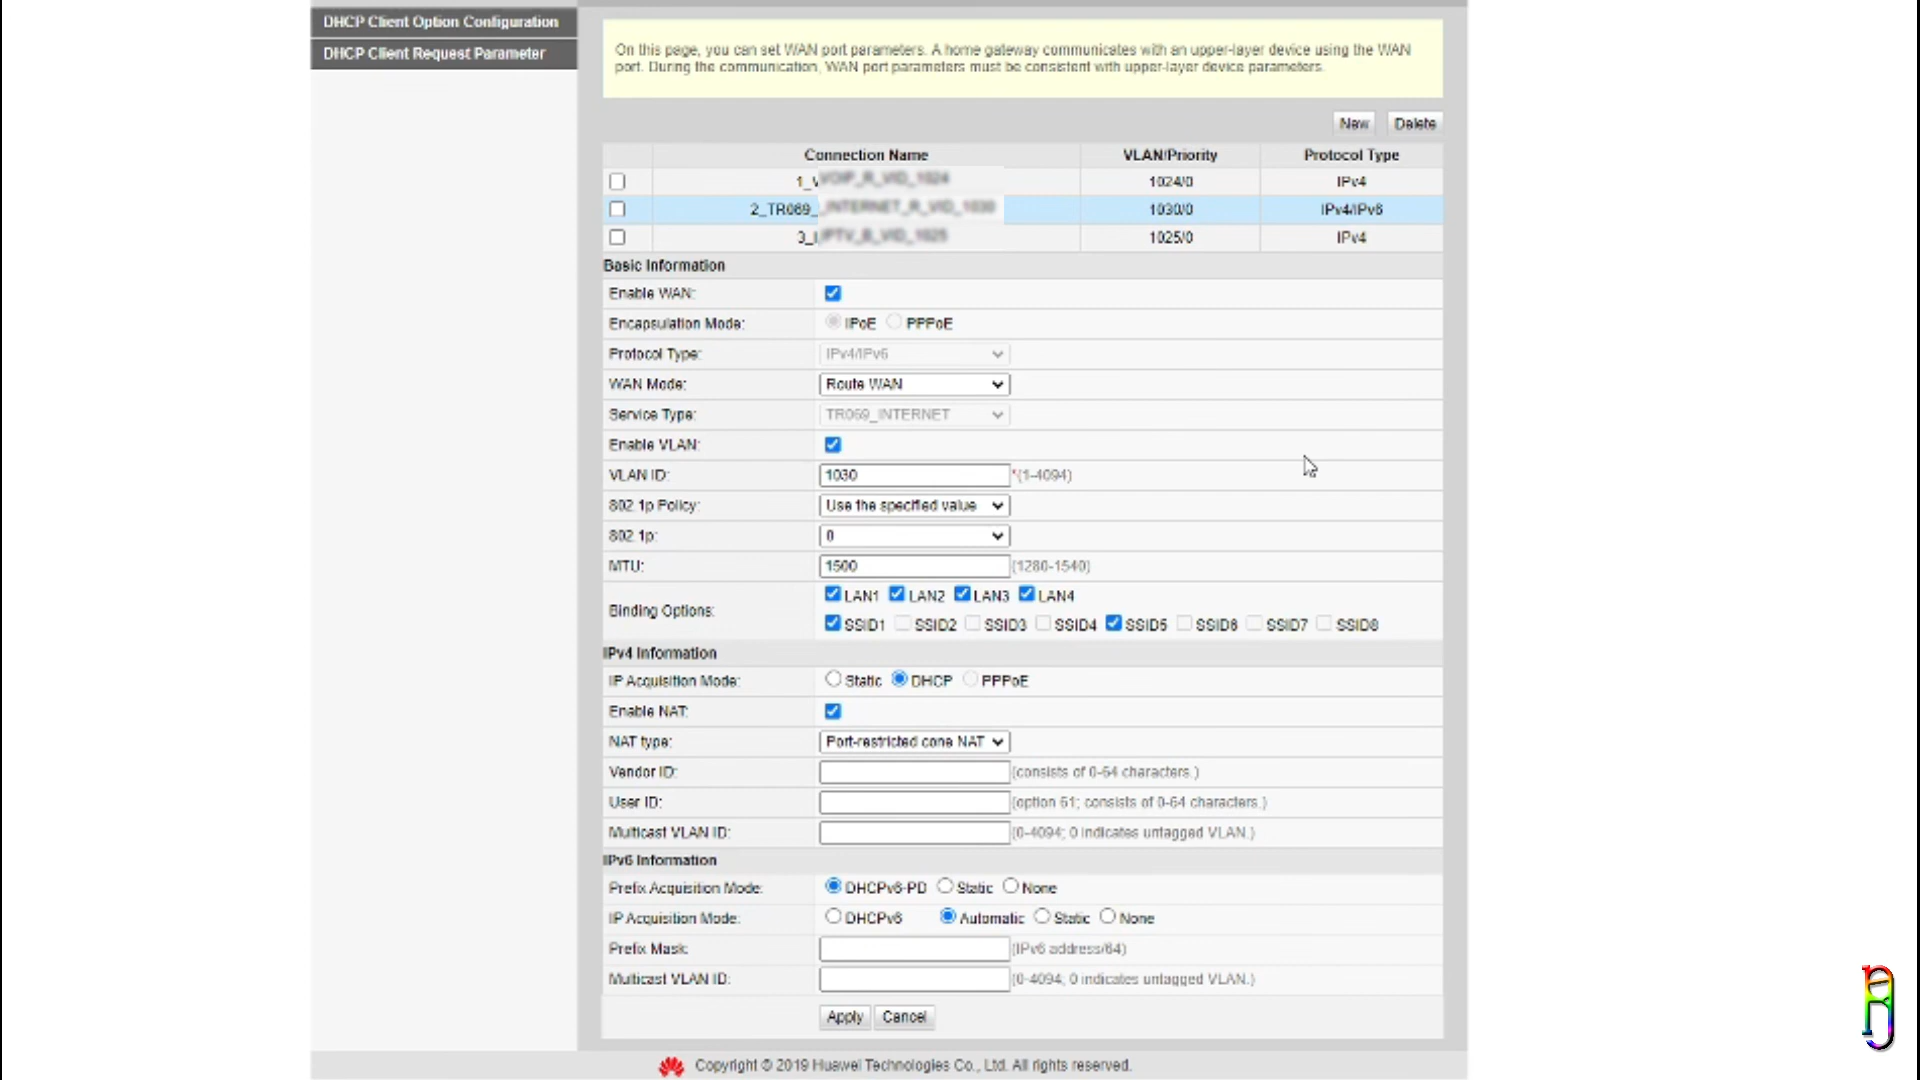 DHCP Client Option Configuration
DHCP Client Request Parameter
On this page, you can set WAN port parameters. A home gateway communicates with an upper-layer device using the WAN
port. During the communication, WAN port parameters must be consistent with upper-layer device parameters.
New Delete
Connection Name VLAN/Priority Protocol Type
1_VOIP_R_VID_1024 1024/0 IPv4
2_TR069_INTERNET_R_VID_1030 1030/0 IPv4/IPv6
3_IPTV_B_VID_1025 1025/0 IPv4
Basic Information
Enable WAN:
Encapsulation Mode: IPoE PPPoE
Protocol Type: IPv4/IPv6
WAN Mode: Route WAN
Service Type: TR069_INTERNET
Enable VLAN:
VLAN ID: 1030 *(1-4094)
802.1p Policy: Use the specified value
802.1p: 0
MTU: 1500 (1280-1540)
Binding Options: LAN1 LAN2 LAN3 LAN4
SSID1 SSID2 SSID3 SSID4 SSID5 SSID6 SSID7 SSID8
IPv4 Information
IP Acquisition Mode: Static DHCP PPPoE
Enable NAT:
NAT type: Port-restricted cone NAT
Vendor ID: (consists of 0-64 characters.)
User ID: (option 61; consists of 0-64 characters.)
Multicast VLAN ID: (0-4094; 0 indicates untagged VLAN.)
IPv6 Information
Prefix Acquisition Mode: DHCPv6-PD Static None
IP Acquisition Mode: DHCPv6 Automatic Static None
Prefix Mask: (IPv6 address/64)
Multicast VLAN ID: (0-4094; 0 indicates untagged VLAN.)
Apply Cancel
Copyright © 2019 Huawei Technologies Co., Ltd. All rights reserved.